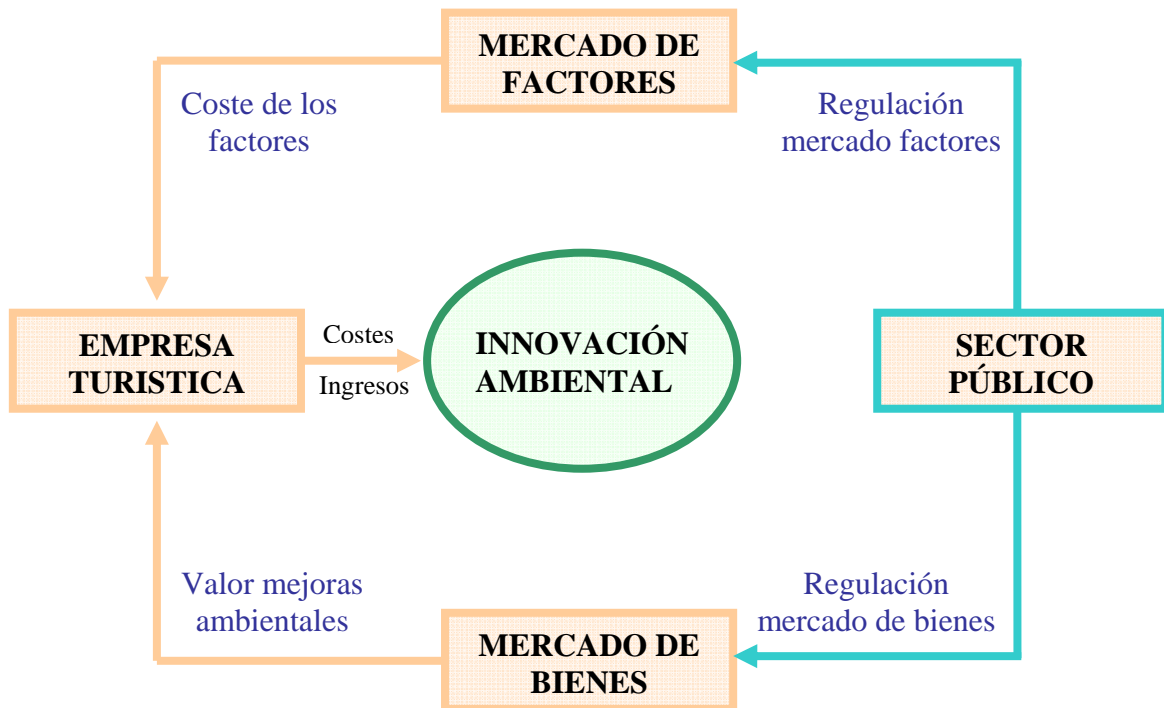 MERCADO DE
FACTORES
Coste de los
factores
Regulación
mercado factores
EMPRESA
TURISTICA
Costes
Ingresos
INNOVACIÓN
AMBIENTAL
SECTOR
PÚBLICO
Valor mejoras
ambientales
Regulación
mercado de bienes
MERCADO DE
BIENES